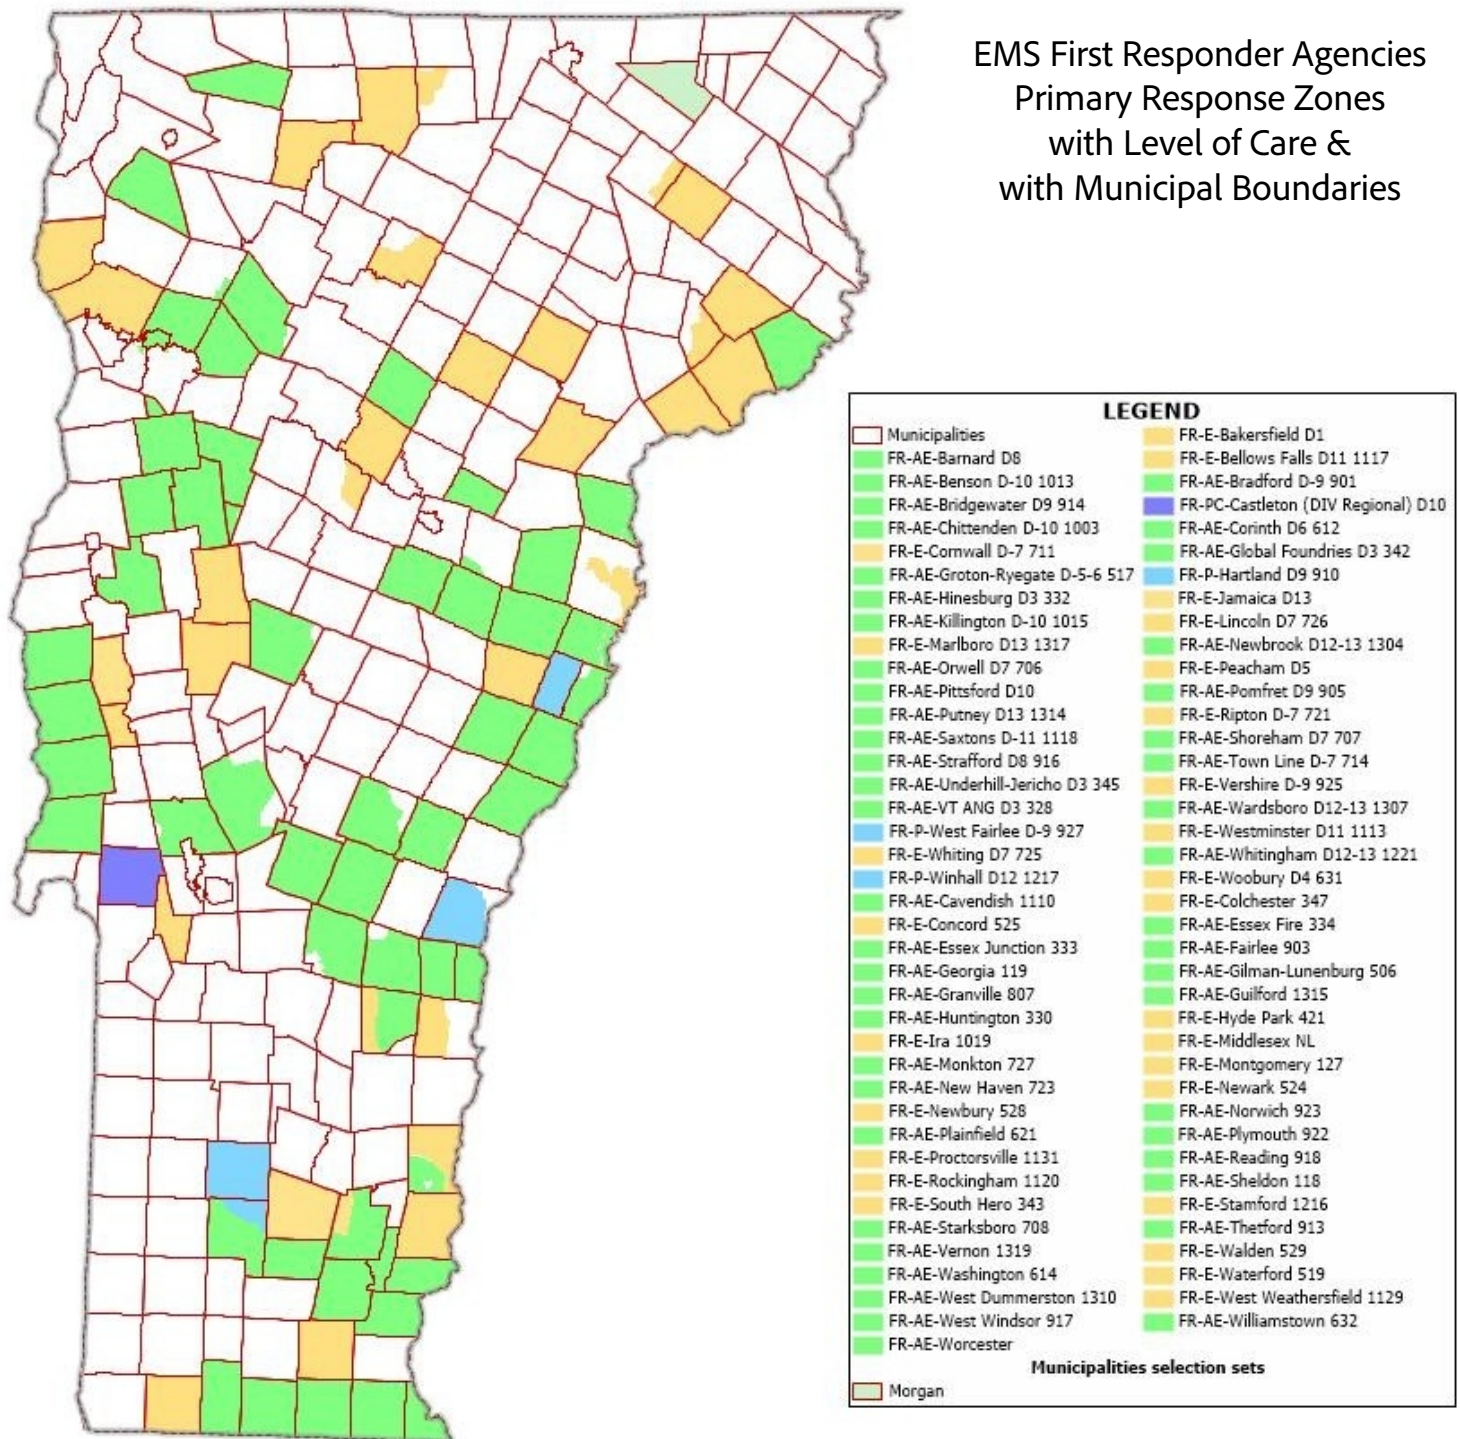 EMS First Responder Agencies
Primary Response Zones
with Level of Care &
with Municipal Boundaries
LEGEND
Municipalities
FR-AE-Barnard D8
FR-AE-Benson D-10 1013
FR-AE-Bridgewater D9 914
FR-AE-Chittenden D-10 1003
FR-E-Cornwall D-7 711
FR-AE-Groton-Ryegate D-5-6 517
FR-AE-Hinesburg D3 332
FR-AE-Killington D-10 1015
FR-E-Marlboro D13 1317
FR-AE-Orwell D7 706
FR-AE-Pittsford D10
FR-AE-Putney D13 1314
FR-AE-Saxtons D-11 1118
FR-AE-Strafford D8 916
FR-AE-Underhill-Jericho D3 345
FR-AE-VT ANG D3 328
FR-P-West Fairlee D-9 927
FR-E-Whiting D7 725
FR-P-Winhall D12 1217
FR-AE-Cavendish 1110
FR-E-Concord 525
FR-AE-Essex Junction 333
FR-AE-Georgia 119
FR-AE-Granville 807
FR-AE-Huntington 330
FR-E-Ira 1019
FR-AE-Monkton 727
FR-AE-New Haven 723
FR-E-Newbury 528
FR-AE-Plainfield 621
FR-E-Proctorsville 1131
FR-E-Rockingham 1120
FR-E-South Hero 343
FR-AE-Starksboro 708
FR-AE-Vernon 1319
FR-AE-Washington 614
FR-AE-West Dummerston 1310
FR-AE-West Windsor 917
FR-AE-Worcester
FR-E-Bakersfield D1
FR-E-Bellows Falls D11 1117
FR-AE-Bradford D-9 901
FR-PC-Castleton (DIV Regional) D10
FR-AE-Corinth D6 612
FR-AE-Global Foundries D3 342
FR-P-Hartland D9 910
FR-E-Jamaica D13
FR-E-Lincoln D7 726
FR-AE-Newbrook D12-13 1304
FR-E-Peacham D5
FR-AE-Pomfret D9 905
FR-E-Ripton D-7 721
FR-AE-Shoreham D7 707
FR-AE-Town Line D-7 714
FR-E-Vershire D-9 925
FR-AE-Wardsboro D12-13 1307
FR-E-Westminster D11 1113
FR-AE-Whitingham D12-13 1221
FR-E-Woobury D4 631
FR-E-Colchester 347
FR-AE-Essex Fire 334
FR-AE-Fairlee 903
FR-AE-Gilman-Lunenburg 506
FR-AE-Guilford 1315
FR-E-Hyde Park 421
FR-E-Middlesex NL
FR-E-Montgomery 127
FR-E-Newark 524
FR-AE-Norwich 923
FR-AE-Plymouth 922
FR-AE-Reading 918
FR-AE-Sheldon 118
FR-E-Stamford 1216
FR-AE-Thetford 913
FR-E-Walden 529
FR-E-Waterford 519
FR-E-West Weathersfield 1129
FR-AE-Williamstown 632
Municipalities selection sets
Morgan